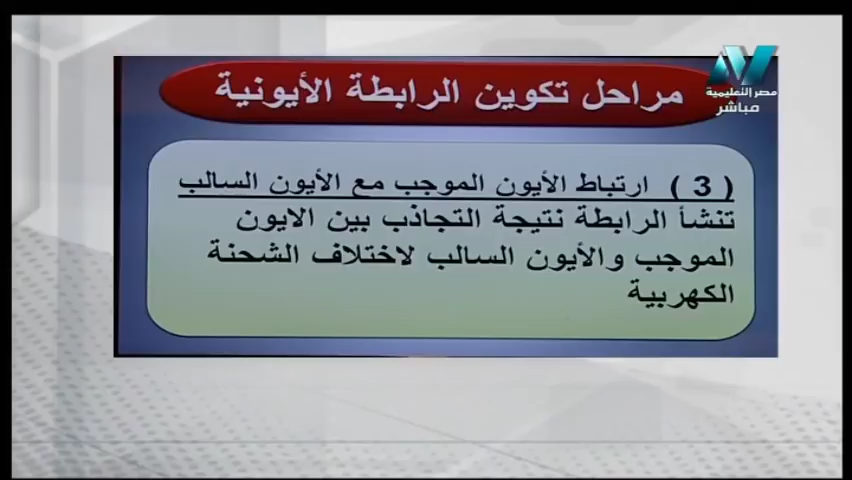 مراحل تكوين الرابطة الأيونية
مصر التعليمية
مباشر
( 3 ) ارتباط الأيون الموجب مع الأيون السالب
تنشأ الرابطة نتيجة التجاذب بين الايون
الموجب والأيون السالب لاختلاف الشحنة
الكهربية